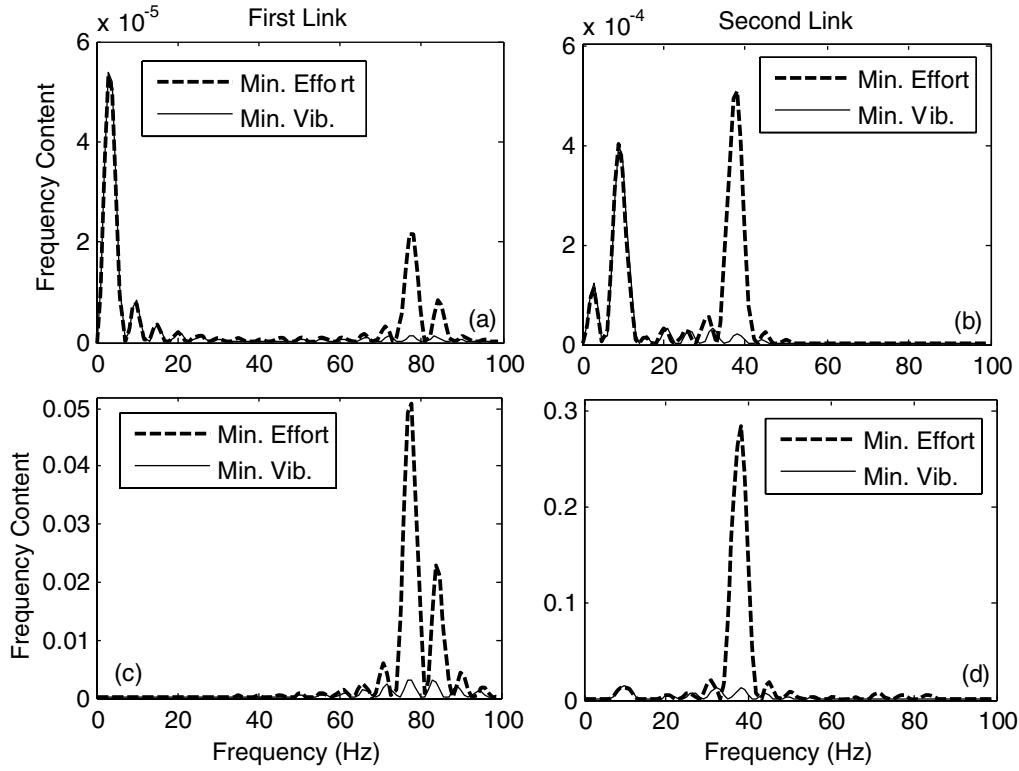 x 10⁻⁵
First Link
x 10⁻⁴
Second Link
Frequency Content
6
4
2
0
Min. Effort
Min. Vib.
(a)
0
20
40
60
80
100
6
4
2
0
Min. Effort
Min. Vib.
(b)
0
20
40
60
80
100
Frequency Content
0.05
0.04
0.03
0.02
0.01
0
Min. Effort
Min. Vib.
(c)
0
20
40
60
80
100
Frequency (Hz)
0.3
0.2
0.1
0
Min. Effort
Min. Vib.
(d)
0
20
40
60
80
100
Frequency (Hz)